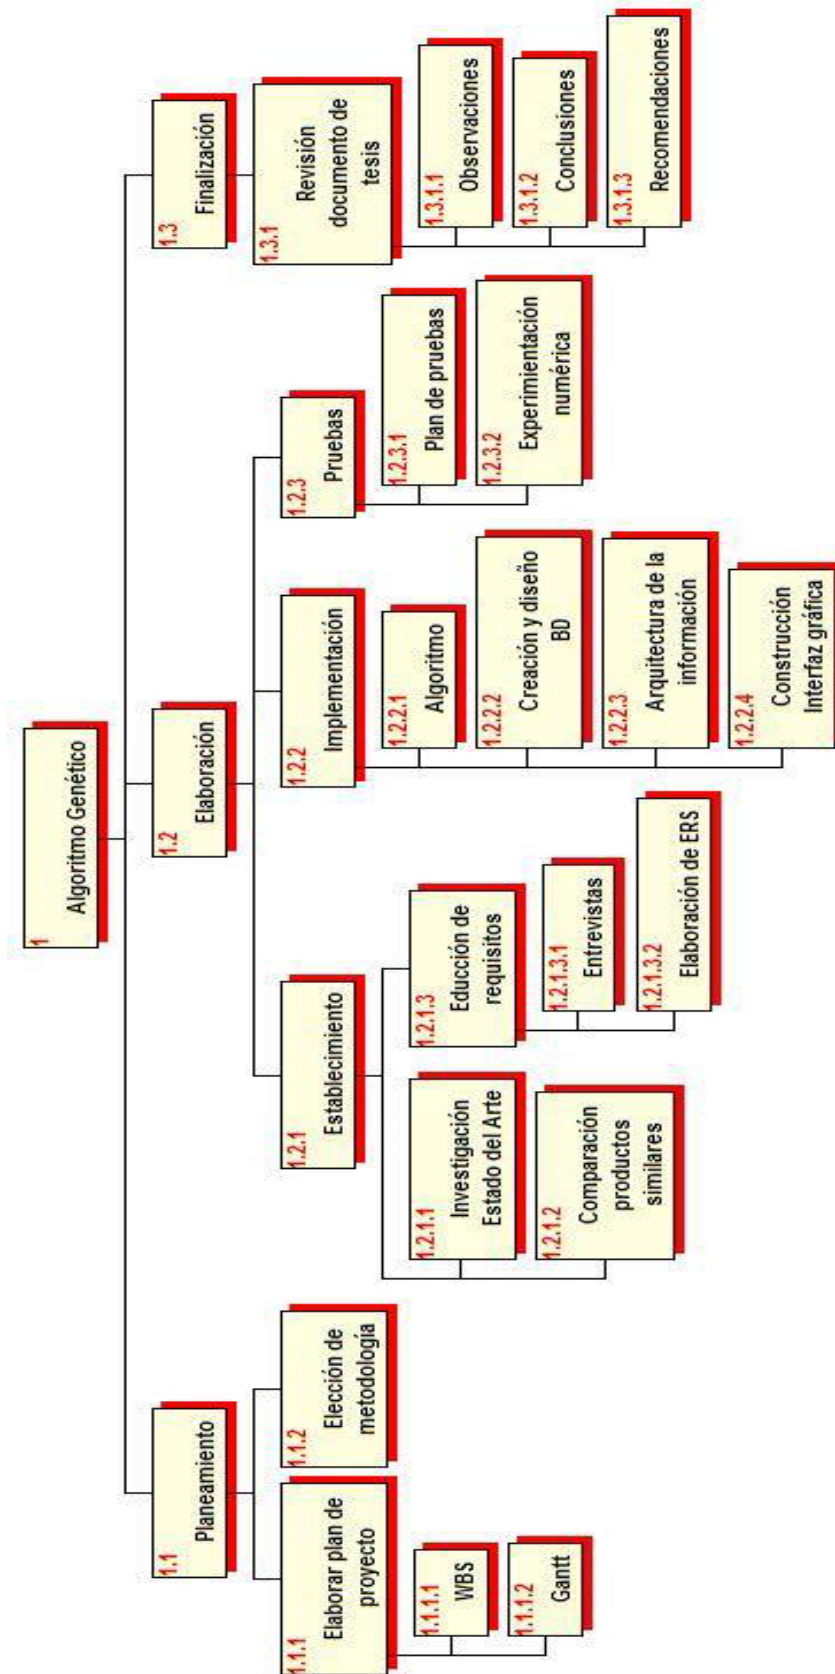 1
Algoritmo Genético
1.1
Planeamiento
1.1.1
Elaborar plan de
proyecto
1.1.1.1
WBS
1.1.1.2
Gantt
1.1.2
Elección de
metodología
1.2
Elaboración
1.2.1
Establecimiento
1.2.1.1
Investigación
Estado del Arte
1.2.1.2
Comparación
productos
similares
1.2.1.3
Educción de
requisitos
1.2.1.3.1
Entrevistas
1.2.1.3.2
Elaboración de ERS
1.2.2
Implementación
1.2.2.1
Algoritmo
1.2.2.2
Creación y diseño
BD
1.2.2.3
Arquitectura de la
información
1.2.2.4
Construcción
Interfaz gráfica
1.2.3
Pruebas
1.2.3.1
Plan de pruebas
1.2.3.2
Experimientación
numérica
1.3
Finalización
1.3.1
Revisión
documento de
tesis
1.3.1.1
Observaciones
1.3.1.2
Conclusiones
1.3.1.3
Recomendaciones